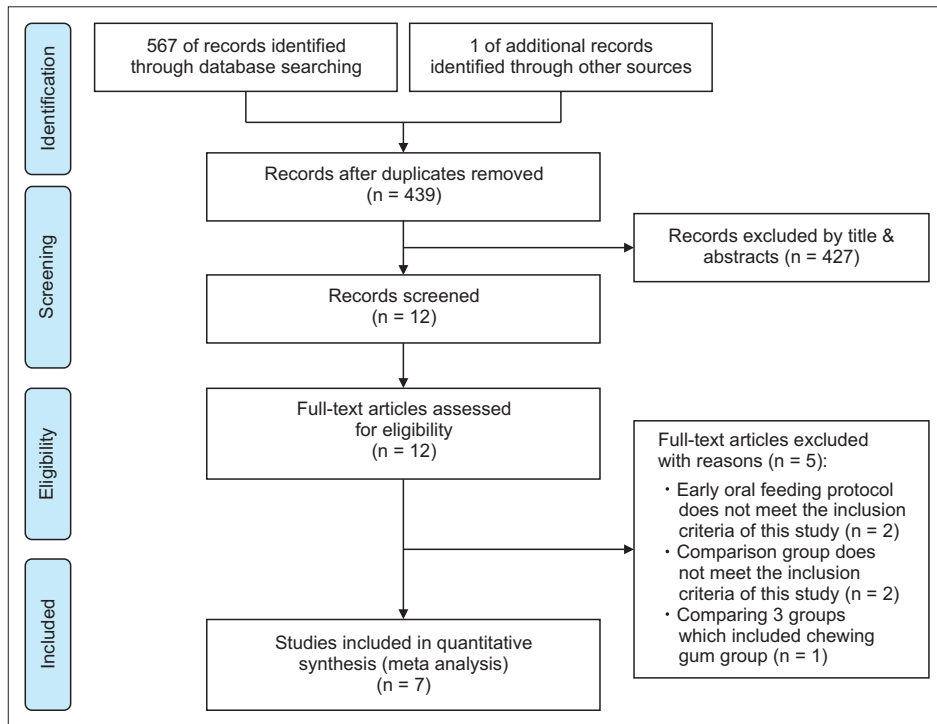 Identification
567 of records identified
through database searching
1 of additional records
identified through other sources
Records after duplicates removed
(n = 439)
Screening
Records excluded by title &
abstracts (n = 427)
Records screened
(n = 12)
Eligibility
Full-text articles assessed
for eligibility
(n = 12)
Full-text articles excluded
with reasons (n = 5):
・Early oral feeding protocol
does not meet the inclusion
criteria of this study (n = 2)
・Comparison group does
not meet the inclusion
criteria of this study (n = 2)
・Comparing 3 groups
which included chewing
gum group (n = 1)
Included
Studies included in quantitative
synthesis (meta analysis)
(n = 7)